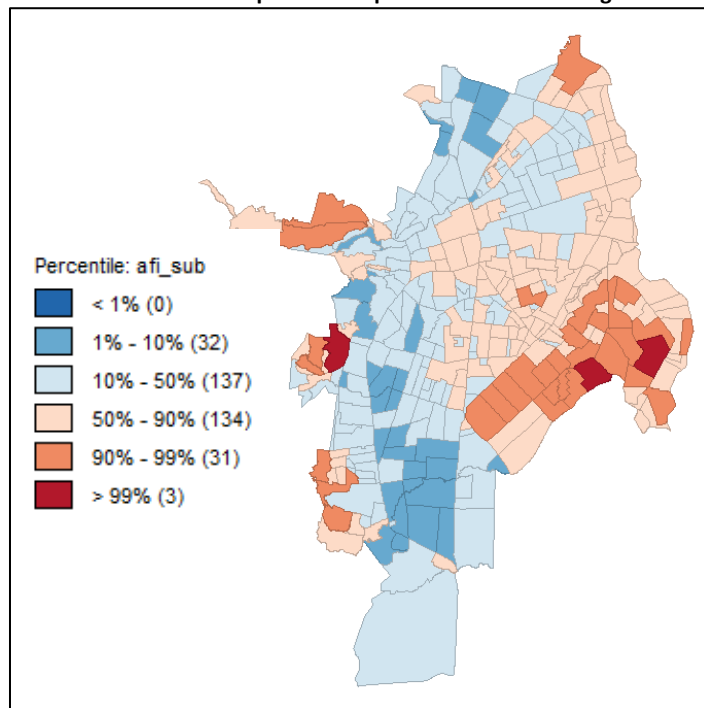 Percentile: afi_sub
< 1% (0)
1% - 10% (32)
10% - 50% (137)
50% - 90% (134)
90% - 99% (31)
> 99% (3)